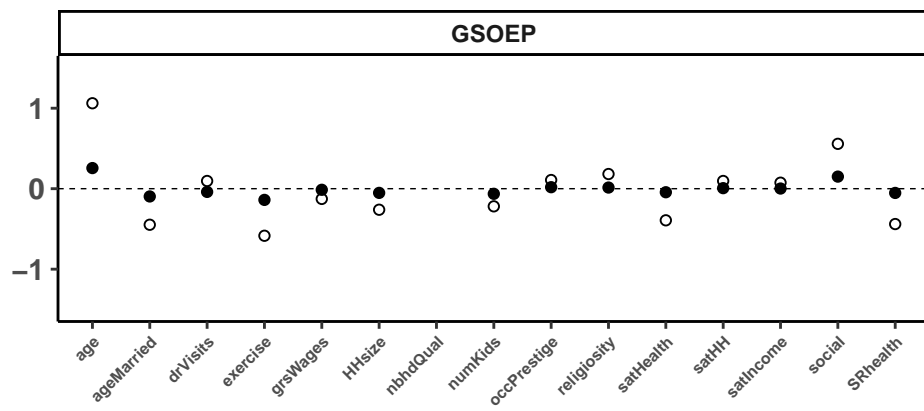 GSOEP
1
0
−1
age
ageMarried
drVisits
exercise
grsWages
HHsize
nbhdQual
numKids
occPrestige
religiosity
satHealth
satHH
satIncome
social
SRhealth